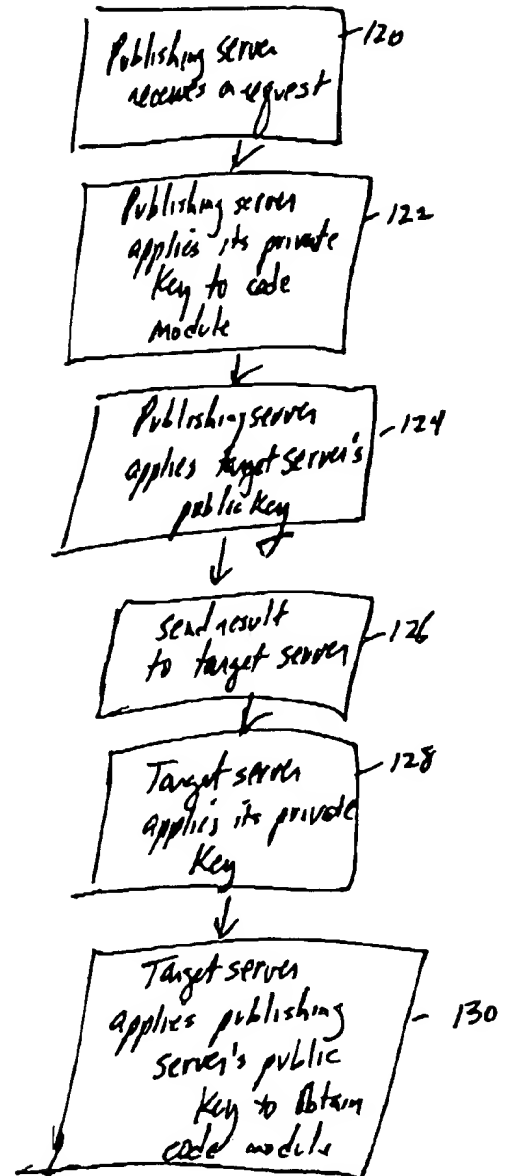 Publishing server
receives a request
120
Publishing server
applies its private
Key to code
module
122
Publishing server
applies target server's
public key
124
send result
to target server
126
Target server
applies its private
Key
128
Target server
applies publishing
server's public
Key to obtain
code module
130